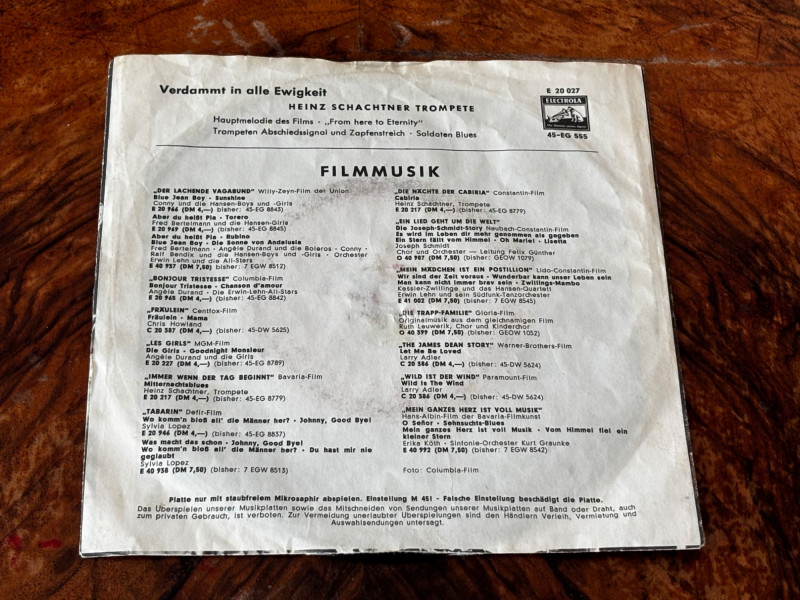 Verdammt in alle Ewigkeit
E 20 027
HEINZ SCHACHTNER TROMPETE
ELECTROLA
Hauptmelodie des Films · „From here to Eternity"
Trompeten Abschiedssignal und Zapfenstreich · Soldaten Blues
45-EG 555
FILMMUSIK
„DER LACHENDE VAGABUND" Willy-Zeyn-Film der Union
Blue Jean Boy · Sunshine
Conny und die Hansen-Boys und -Girls
E 20 966 (DM 4,—) (bisher: 45-EG 8843)
Aber du heißt Pia · Torero
Fred Bertelmann und die Hansen-Girls
E 20 969 (DM 4,—) (bisher: 45-EG 8845)
Aber du heißt Pia · Rubino
Blue Jean Boy · Die Sonne von Andalusia
Fred Bertelmann · Angèle Durand und die Boleros · Conny ·
Ralf Bendix und die Hansen-Boys und -Girls · Orchester
Erwin Lehn und die All-Stars
E 40 937 (DM 7,50) (bisher: 7 EGW 8512)
„BONJOUR TRISTESSE" Columbia-Film
Bonjour Tristesse · Chanson d'amour
Angèle Durand · Die Erwin-Lehn-All-Stars
E 20 965 (DM 4,—) (bisher: 45-EG 8842)
„FRÄULEIN" Centfox-Film
Fräulein · Mama
Chris Howland
C 20 387 (DM 4,—) (bisher: 45-DW 5625)
„LES GIRLS" MGM-Film
Die Girls · Goodnight Monsieur
Angèle Durand und die Girls
E 20 227 (DM 4,—) (bisher: 45-EG 8789)
„IMMER WENN DER TAG BEGINNT" Bavaria-Film
Mitternachtsblues
Heinz Schachtner, Trompete
E 20 217 (DM 4,—) (bisher: 45-EG 8779)
„TABARIN" Defir-Film
Wo komm'n bloß all' die Männer her? · Johnny, Good Bye!
Sylvia Lopez
E 20 946 (DM 4,—) (bisher: 45-EG 8837)
Was macht das schon · Johnny, Good Bye!
Wo komm'n bloß all' die Männer her? · Du hast mir nie
geglaubt
Sylvia Lopez
E 40 938 (DM 7,50) (bisher: 7 EGW 8513)
„DIE NÄCHTE DER CABIRIA" Constantin-Film
Cabiria
Heinz Schachtner, Trompete
E 20 217 (DM 4,—) (bisher: 45-EG 8779)
„EIN LIED GEHT UM DIE WELT"
Die Joseph-Schmidt-Story Neubach-Constantin-Film
Es wird im Leben dir mehr genommen als gegeben
Ein Stern fällt vom Himmel · Oh Marie! · Lisetta
Joseph Schmidt
Chor und Orchester — Leitung Felix Günther
O 40 987 (DM 7,50) (bisher: GEOW 1079)
„MEIN MÄDCHEN IST EIN POSTILLION" Lido-Constantin-Film
Wir sind der Zeit voraus · Wunderbar kann unser Leben sein
Man kann nicht immer brav sein · Zwillings-Mambo
Kessler-Zwillinge und das Hansen-Quartett
Erwin Lehn und sein Südfunk-Tanzorchester
E 41 002 (DM 7,50) (bisher: 7 EGW 8545)
„DIE TRAPP-FAMILIE" Gloria-Film
Originalmusik aus dem gleichnamigen Film
Ruth Leuwerik, Chor und Kinderchor
O 40 399 (DM 7,50) (bisher: GEOW 1052)
„THE JAMES DEAN STORY" Warner-Brothers-Film
Let Me Be Loved
Larry Adler
C 20 386 (DM 4,—) (bisher: 45-DW 5624)
„WILD IST DER WIND" Paramount-Film
Wild Is The Wind
Larry Adler
C 20 386 (DM 4,—) (bisher: 45-DW 5624)
„MEIN GANZES HERZ IST VOLL MUSIK"
Hans-Albin-Film der Bavaria-Filmkunst
O Señor · Sehnsuchts-Blues
Mein ganzes Herz ist voll Musik · Vom Himmel fiel ein
kleiner Stern
Erika Köth · Sinfonie-Orchester Kurt Graunke
E 40 992 (DM 7,50) (bisher: 7 EGW 8542)
Foto: Columbia-Film
Platte nur mit staubfreiem Mikrosaphir abspielen. Einstellung M 45! - Falsche Einstellung beschädigt die Platte.
Das Überspielen unserer Musikplatten sowie das Mitschneiden von Sendungen unserer Musikplatten auf Band oder Draht, auch
zum privaten Gebrauch, ist verboten. Zur Vermeidung unerlaubter Überspielungen sind den Händlern Verleih, Vermietung und
Auswahlsendungen untersagt.